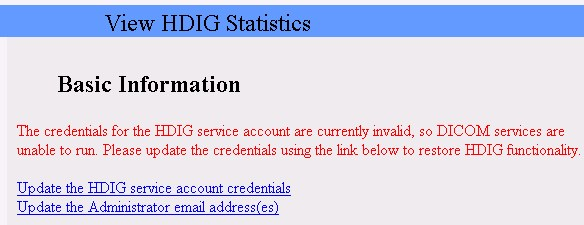 View HDIG Statistics
Basic Information
The credentials for the HDIG service account are currently invalid, so DICOM services are
unable to run. Please update the credentials using the link below to restore HDIG functionality.
Update the HDIG service account credentials
Update the Administrator email address(es)